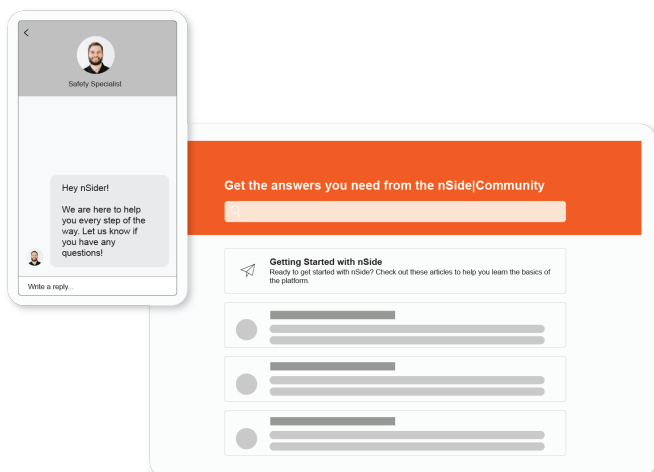 Safety Specialist
Hey nSider!
We are here to help
you every step of the
way. Let us know if
you have any
questions!
Write a reply...
Get the answers you need from the nSide|Community
Getting Started with nSide
Ready to get started with nSide? Check out these articles to help you learn the basics of
the platform.